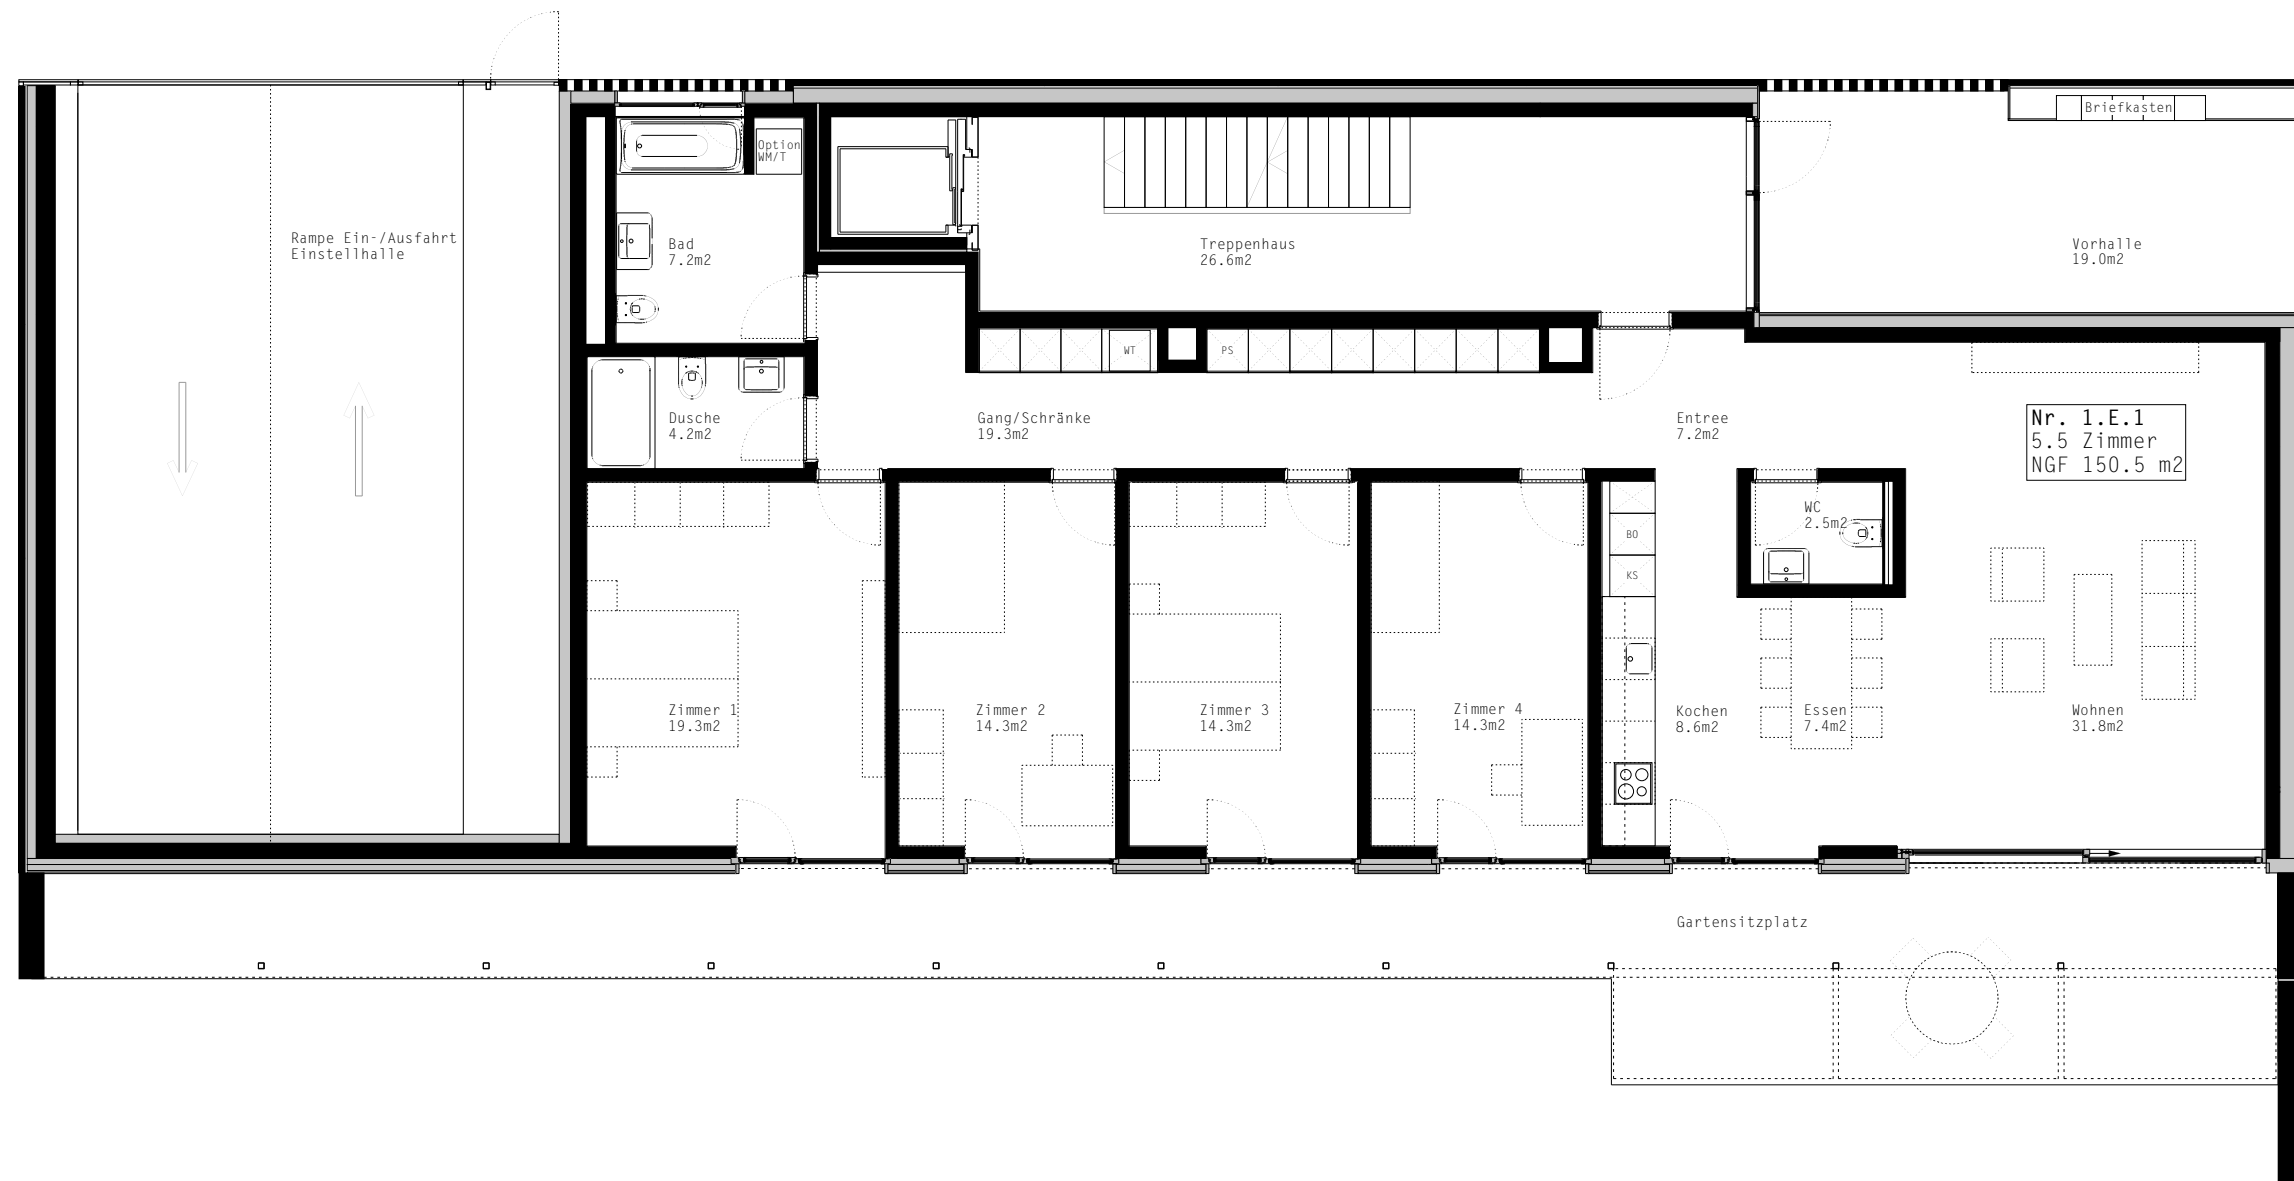 Briefkasten
Option
WM/T
Rampe Ein-/Ausfahrt
Einstellhalle
Bad
7.2m2
Treppenhaus
26.6m2
Vorhalle
19.0m2
WT
PS
Dusche
4.2m2
Gang/Schränke
19.3m2
Entree
7.2m2
Nr. 1.E.1
5.5 Zimmer
NGF 150.5 m2
WC
2.5m2
BO
KS
Zimmer 1
19.3m2
Zimmer 2
14.3m2
Zimmer 3
14.3m2
Zimmer 4
14.3m2
Kochen
8.6m2
Essen
7.4m2
Wohnen
31.8m2
Gartensitzplatz